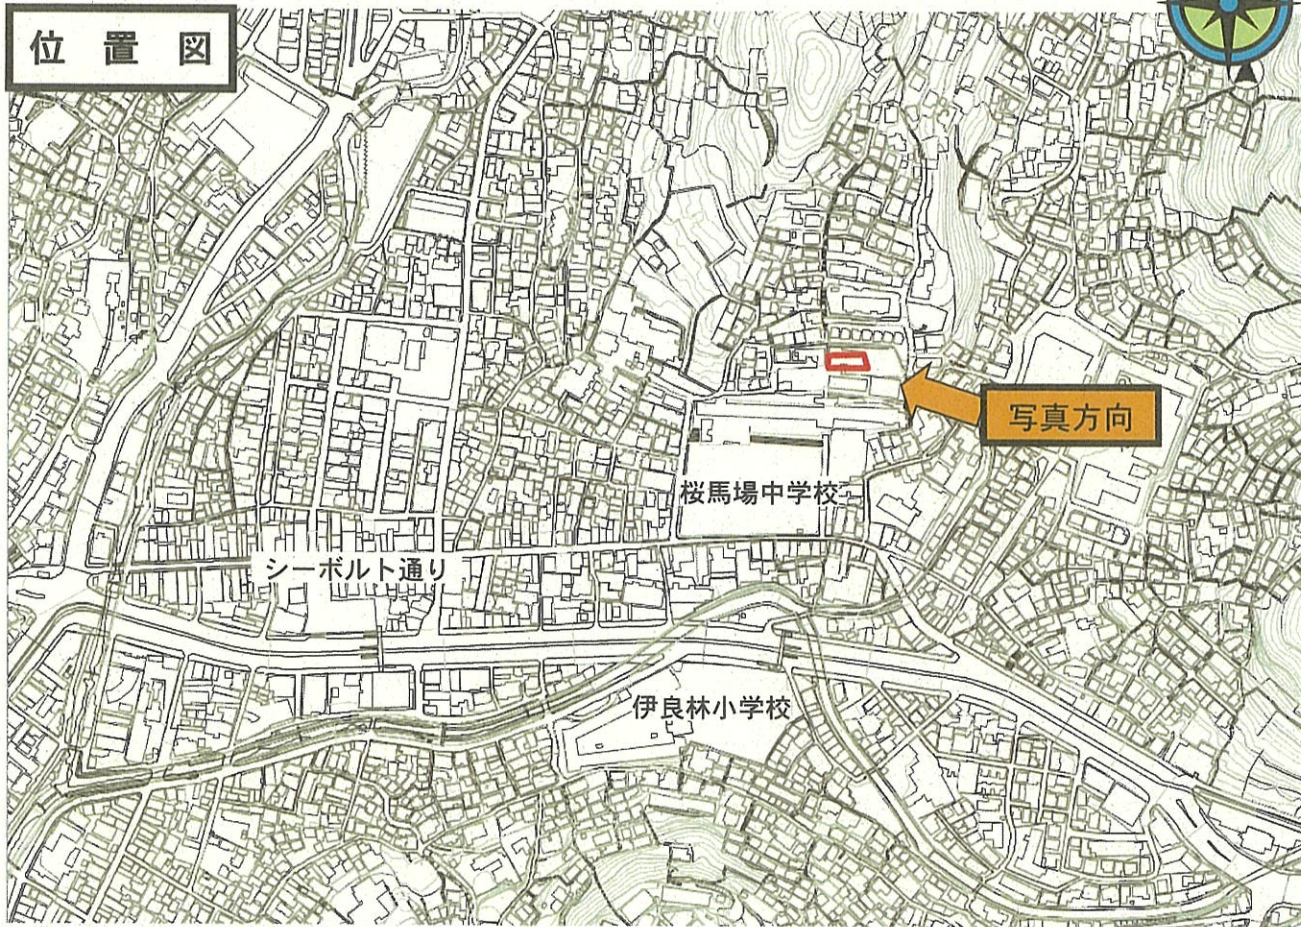 位置図
写真方向
桜馬場中学校
シーボルト通り
伊良林小学校